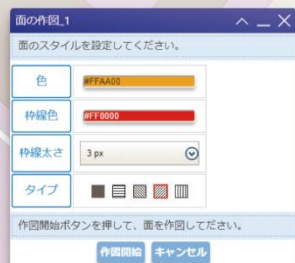 面の作図_1
面のスタイルを設定してください。
色 #FFAA00
枠線色 #FF0000
枠線太さ 3 px
タイプ
作図開始ボタンを押して、面を作図してください。
作図開始 キャンセル